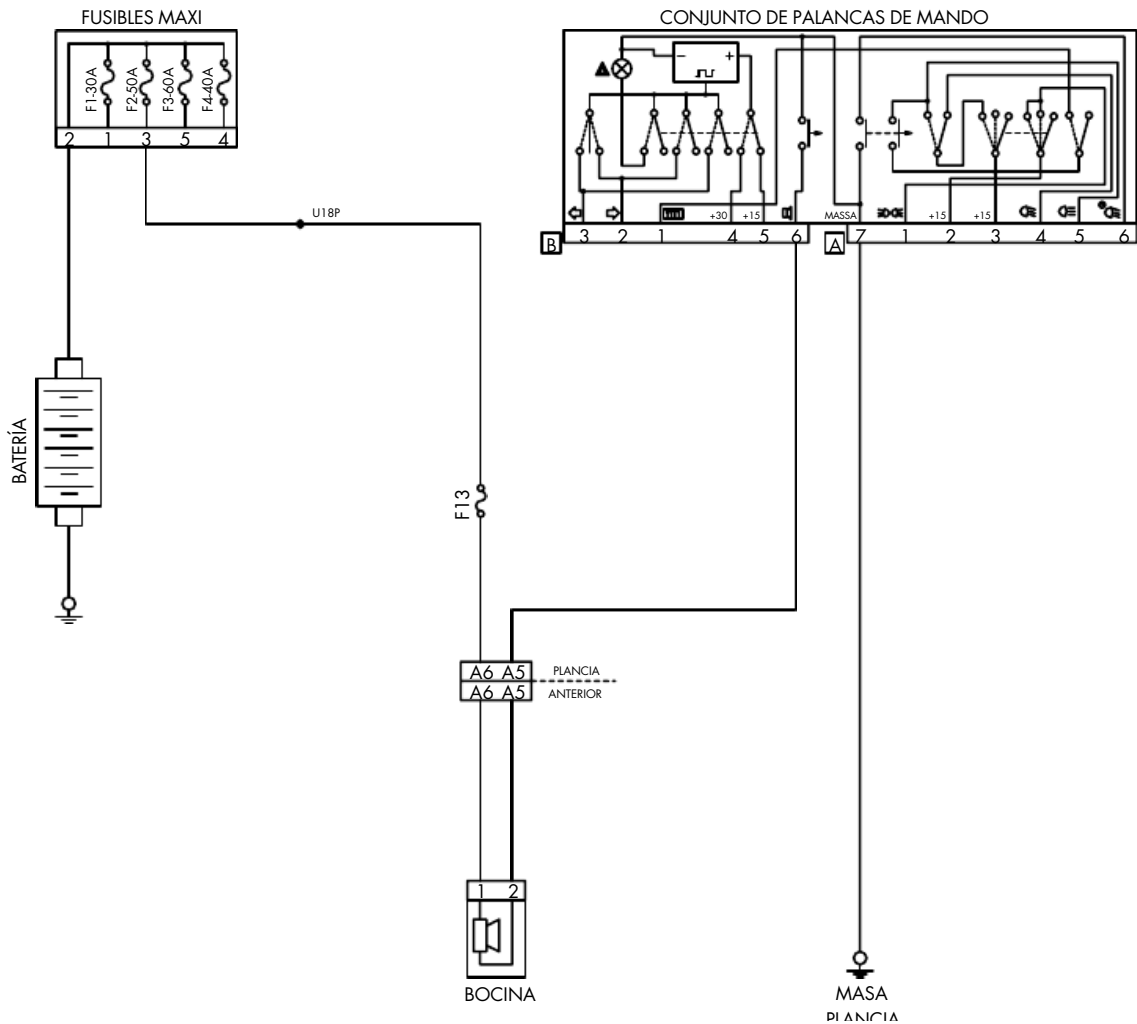 FUSIBLES MAXI
F1-30A
F2-50A
F3-60A
F4-40A
2 1 3 5 4
U18P
CONJUNTO DE PALANCAS DE MANDO
+30 +15 MASSA +15 +15
B 3 2 1 4 5 6 A 7 1 2 3 4 5 6
BATERÍA
F13
A6 A5 PLANCIA
A6 A5 ANTERIOR
1 2
BOCINA
MASA
PLANCIA